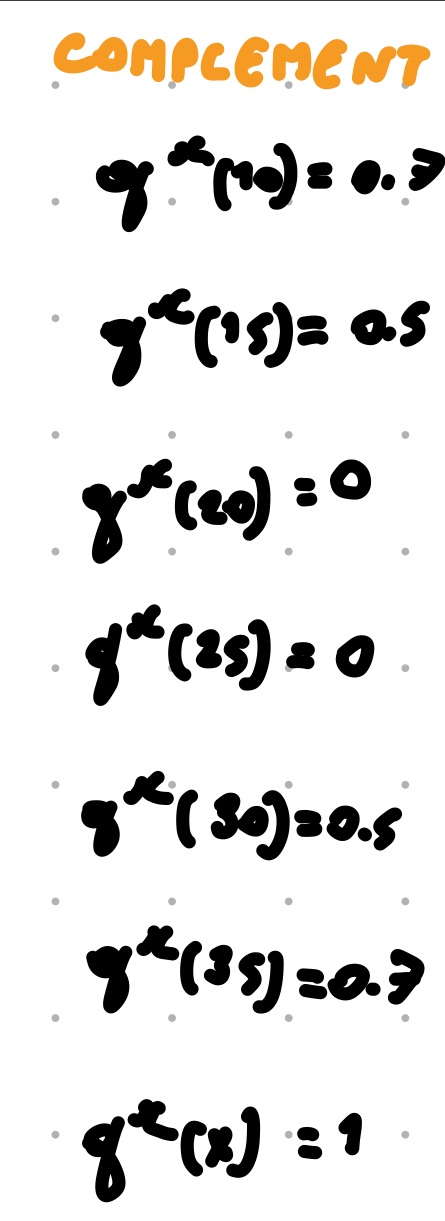 COMPLEMENT
q^x(10) = 0.7
q^x(15) = 0.5
q^x(20) = 0
q^x(25) = 0
q^x(30) = 0.5
q^x(35) = 0.7
q^x(x) = 1